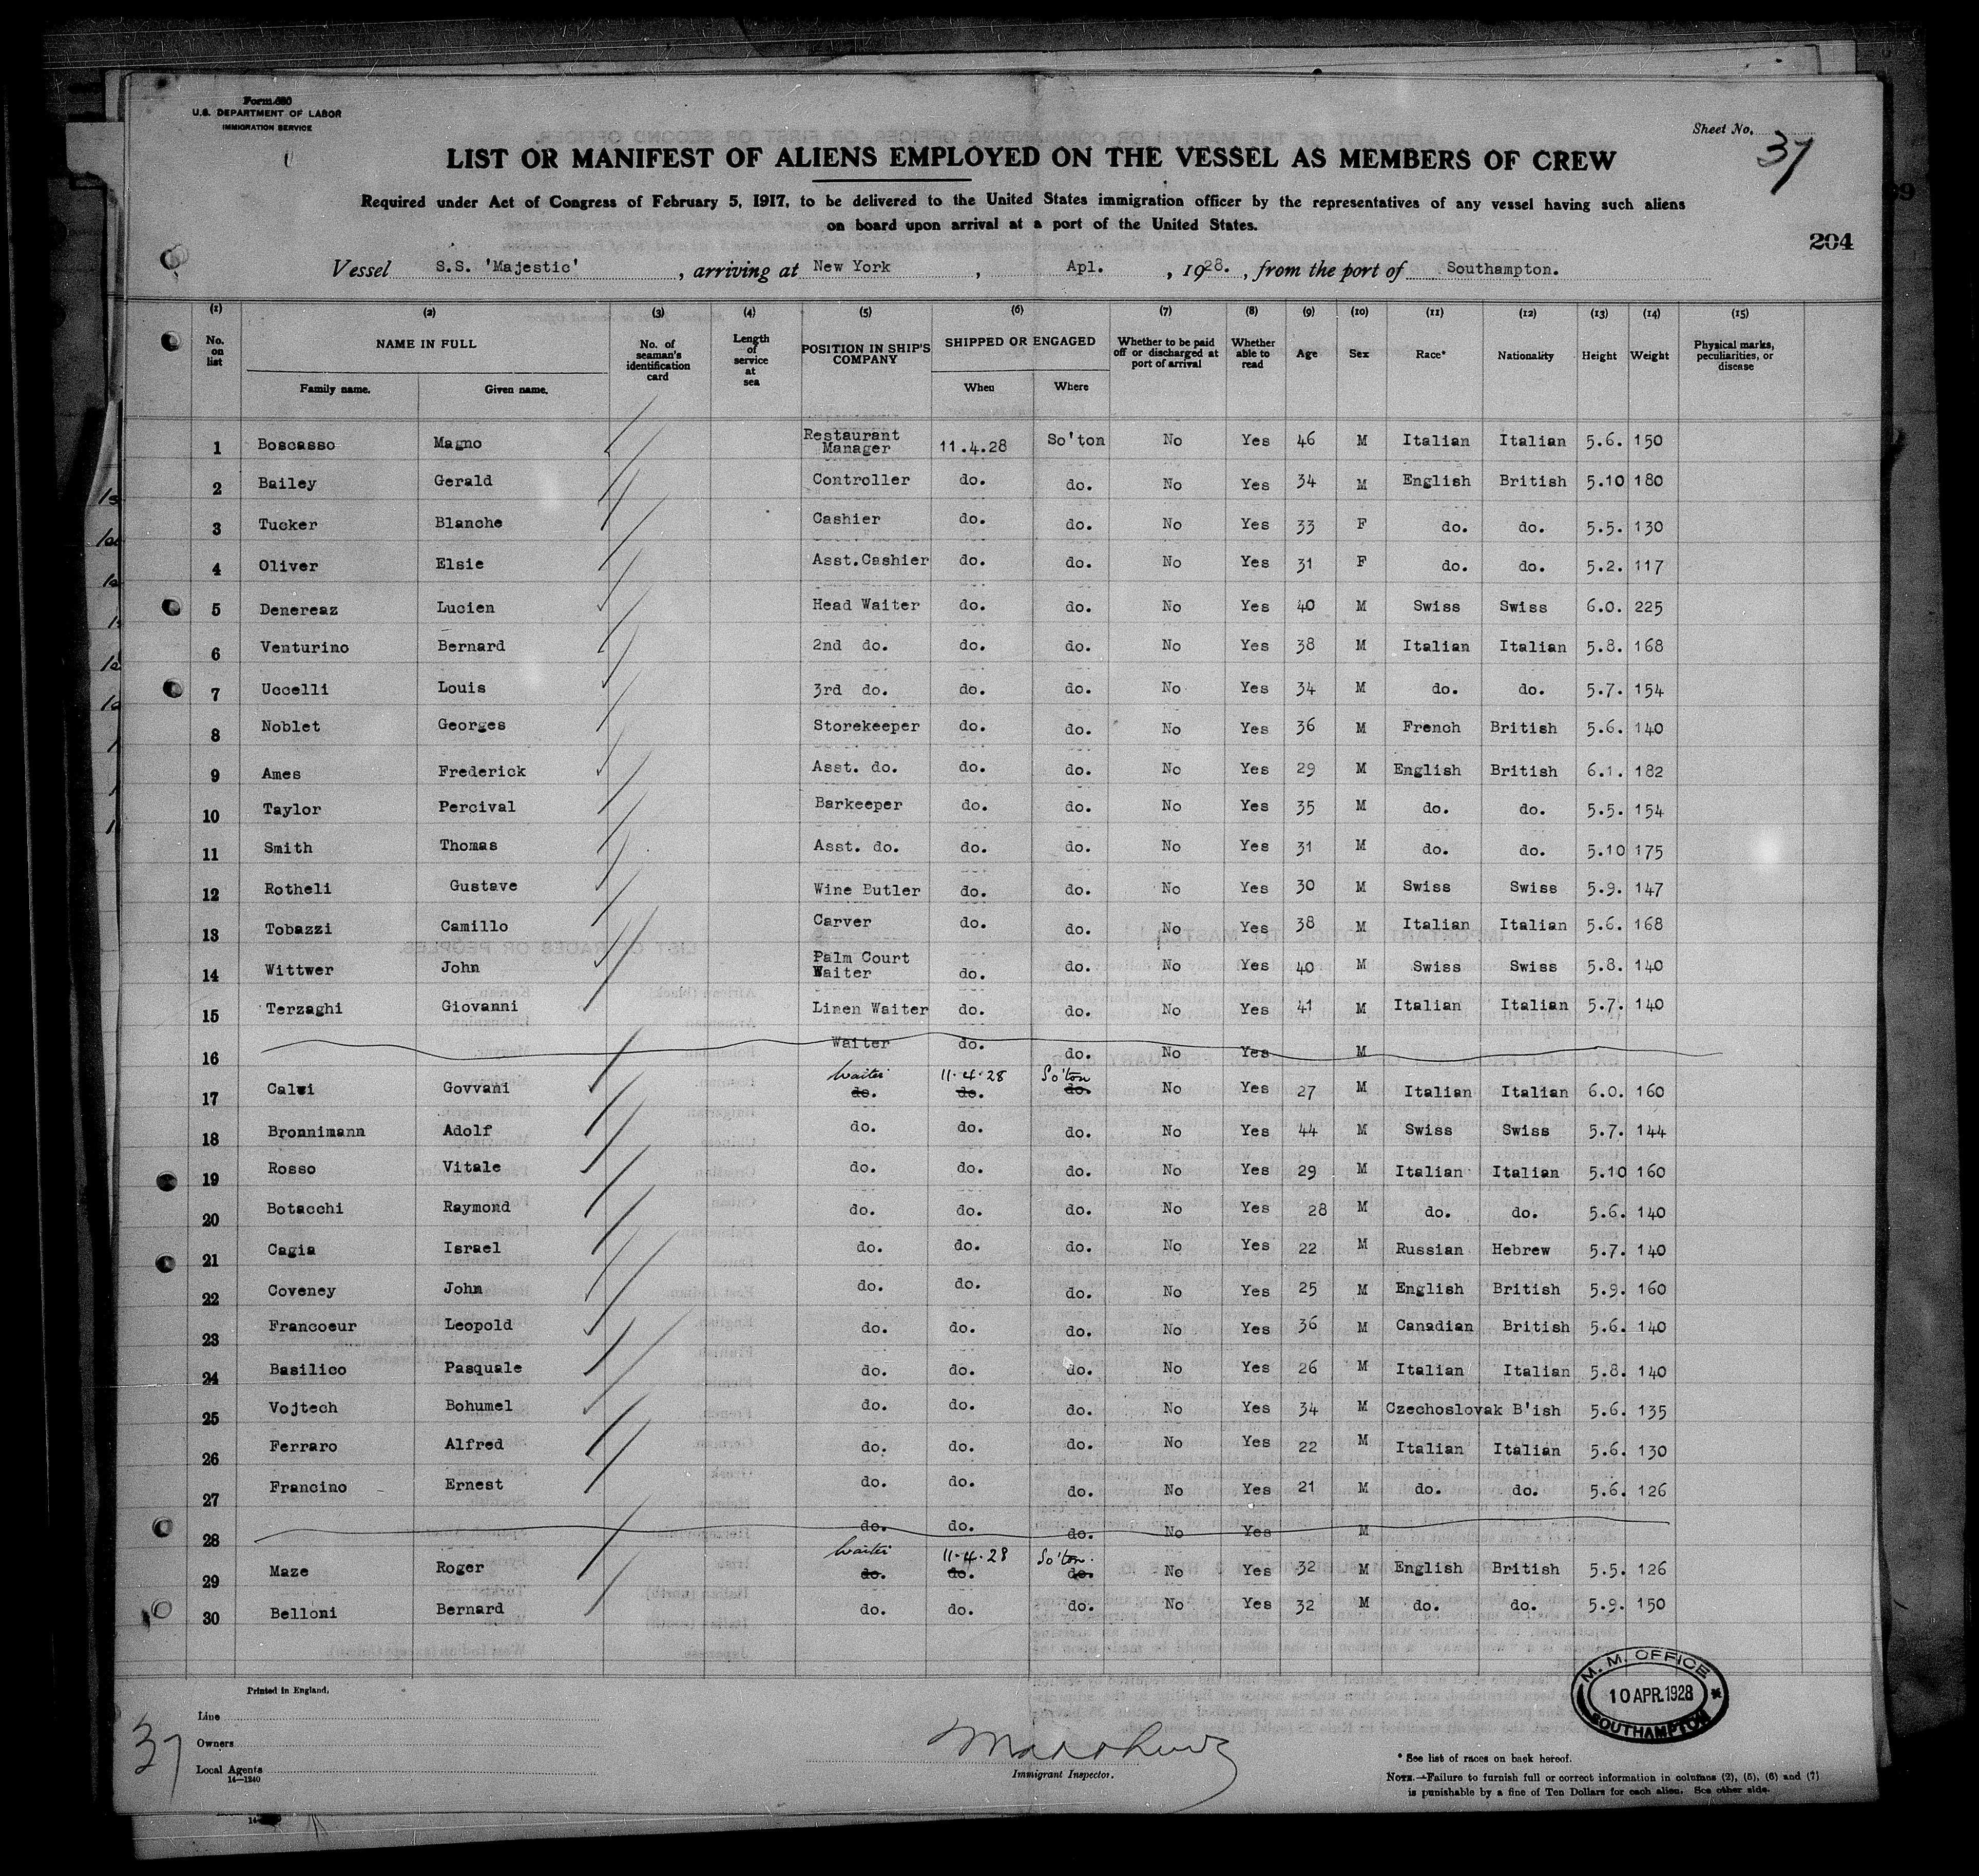 Form 680
U.S. DEPARTMENT OF LABOR
IMMIGRATION SERVICE
Sheet No. 37
LIST OR MANIFEST OF ALIENS EMPLOYED ON THE VESSEL AS MEMBERS OF CREW
Required under Act of Congress of February 5, 1917, to be delivered to the United States immigration officer by the representatives of any vessel having such aliens
on board upon arrival at a port of the United States.
204
Vessel S.S. 'Majestic' , arriving at New York , Apl. , 1928. , from the port of Southampton.
(1) (2) (3) (4) (5) (6) (7) (8) (9) (10) (11) (12) (13) (14) (15)
No. on list NAME IN FULL Family name. Given name. No. of seaman's identification card Length of service at sea POSITION IN SHIP'S COMPANY SHIPPED OR ENGAGED When Where Whether to be paid off or discharged at port of arrival Whether able to read Age Sex Race* Nationality Height Weight Physical marks, peculiarities, or disease
1 Boscasso Magno Restaurant Manager 11.4.28 So'ton No Yes 46 M Italian Italian 5.6. 150
2 Bailey Gerald Controller do. do. No Yes 34 M English British 5.10 180
3 Tucker Blanche Cashier do. do. No Yes 33 F do. do. 5.5. 130
4 Oliver Elsie Asst.Cashier do. do. No Yes 31 F do. do. 5.2. 117
5 Denereaz Lucien Head Waiter do. do. No Yes 40 M Swiss Swiss 6.0. 225
6 Venturino Bernard 2nd do. do. do. No Yes 38 M Italian Italian 5.8. 168
7 Uccelli Louis 3rd do. do. do. No Yes 34 M do. do. 5.7. 154
8 Noblet Georges Storekeeper do. do. No Yes 36 M French British 5.6. 140
9 Ames Frederick Asst. do. do. do. No Yes 29 M English British 6.1. 182
10 Taylor Percival Barkeeper do. do. No Yes 35 M do. do. 5.5. 154
11 Smith Thomas Asst. do. do. do. No Yes 31 M do. do. 5.10 175
12 Rotheli Gustave Wine Butler do. do. No Yes 30 M Swiss Swiss 5.9. 147
13 Tobazzi Camillo Carver do. do. No Yes 38 M Italian Italian 5.6. 168
14 Wittwer John Palm Court Waiter do. do. No Yes 40 M Swiss Swiss 5.8. 140
15 Terzaghi Giovanni Linen Waiter do. do. No Yes 41 M Italian Italian 5.7. 140
16 Waiter do. do. No Yes M
17 Calvi Govvani Waiter do. 11.4.28 do. So'ton do. No Yes 27 M Italian Italian 6.0. 160
18 Bronnimann Adolf do. do. do. No Yes 44 M Swiss Swiss 5.7. 144
19 Rosso Vitale do. do. do. No Yes 29 M Italian Italian 5.10 160
20 Botacchi Raymond do. do. do. No Yes 28 M do. do. 5.6. 140
21 Cagia Israel do. do. do. No Yes 22 M Russian Hebrew 5.7. 140
22 Coveney John do. do. do. No Yes 25 M English British 5.9. 160
23 Francoeur Leopold do. do. do. No Yes 36 M Canadian British 5.6. 140
24 Basilico Pasquale do. do. do. No Yes 26 M Italian Italian 5.8. 140
25 Vojtech Bohumel do. do. do. No Yes 34 M Czechoslovak B'ish 5.6. 135
26 Ferraro Alfred do. do. do. No Yes 22 M Italian Italian 5.6. 130
27 Francino Ernest do. do. do. No Yes 21 M do. do. 5.6. 126
28 do. do. do. No Yes M
29 Maze Roger Waiter do. 11.4.28 do. So'ton. do. No Yes 32 M English British 5.5. 126
30 Belloni Bernard do. do. do. No Yes 32 M do. do. 5.9. 150
Printed in England.
M. M. OFFICE
10 APR. 1928
SOUTHAMPTON
Line
Owners
Local Agents
14—1240
37
Immigrant Inspector.
* See list of races on back hereof.
NOTE.—Failure to furnish full or correct information in columns (2), (5), (6) and (7)
is punishable by a fine of Ten Dollars for each alien. See other side.